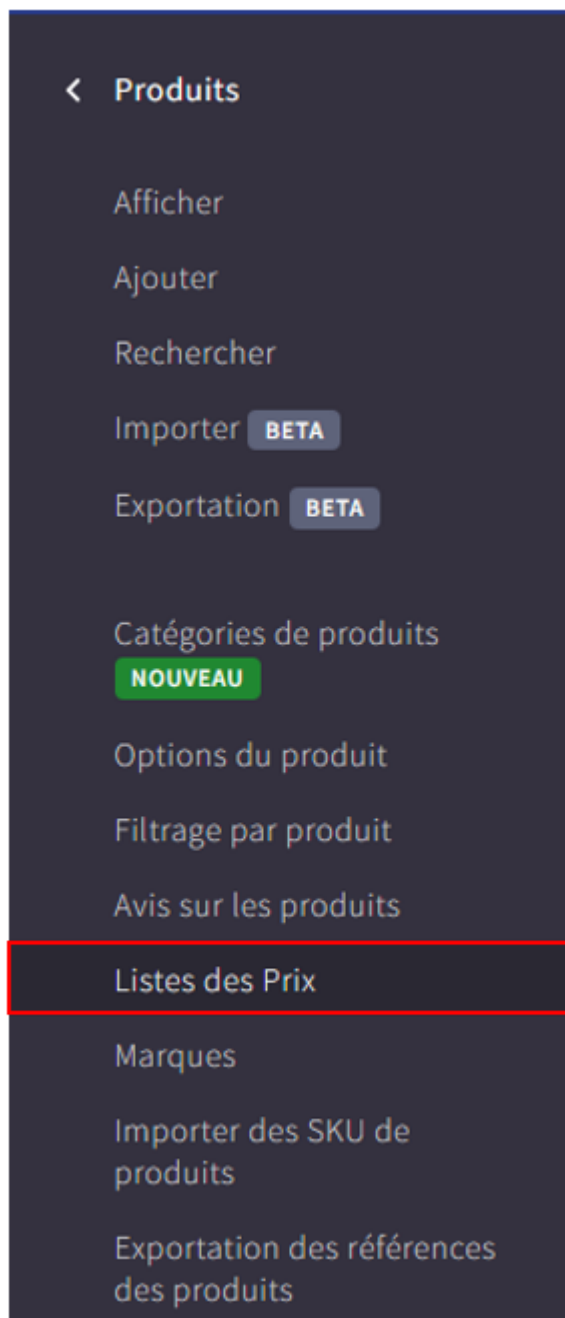 Produits
Afficher
Ajouter
Rechercher
Importer BETA
Exportation BETA
Catégories de produits
NOUVEAU
Options du produit
Filtrage par produit
Avis sur les produits
Listes des Prix
Marques
Importer des SKU de
produits
Exportation des références
des produits